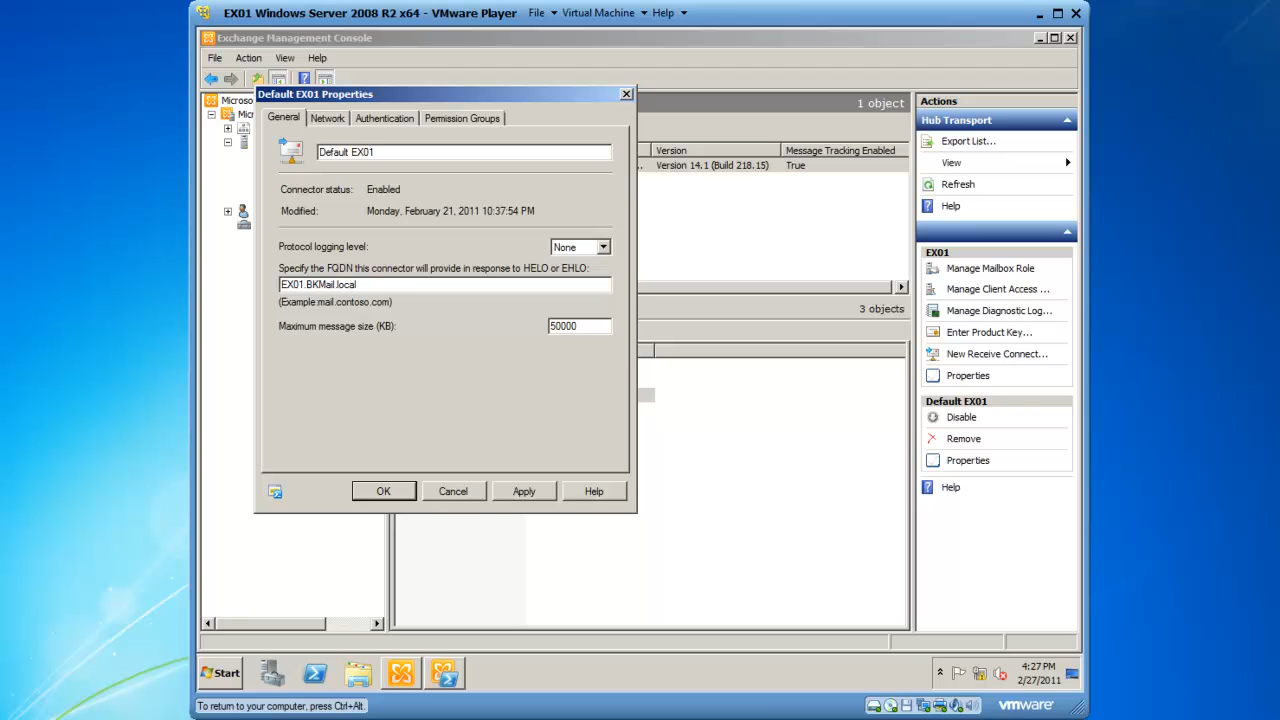 EX01 Windows Server 2008 R2 x64 - VMware Player File Virtual Machine Help
Exchange Management Console
File Action View Help
Default EX01 Properties
General Network Authentication Permission Groups
Default EX01
Connector status: Enabled
Modified: Monday, February 21, 2011 10:37:54 PM
Protocol logging level: None
Specify the FQDN this connector will provide in response to HELO or EHLO:
EX01.BKMail.local
(Example:mail.contoso.com)
Maximum message size (KB): 50000
OK Cancel Apply Help
Microso
Mic
1 object
Version Message Tracking Enabled
.. Version 14.1 (Build 218.15) True
3 objects
Actions
Hub Transport
Export List...
View
Refresh
Help
EX01
Manage Mailbox Role
Manage Client Access ...
Manage Diagnostic Log...
Enter Product Key...
New Receive Connect...
Properties
Default EX01
Disable
Remove
Properties
Help
Start
4:27 PM
2/27/2011
To return to your computer, press Ctrl+Alt.
vmware